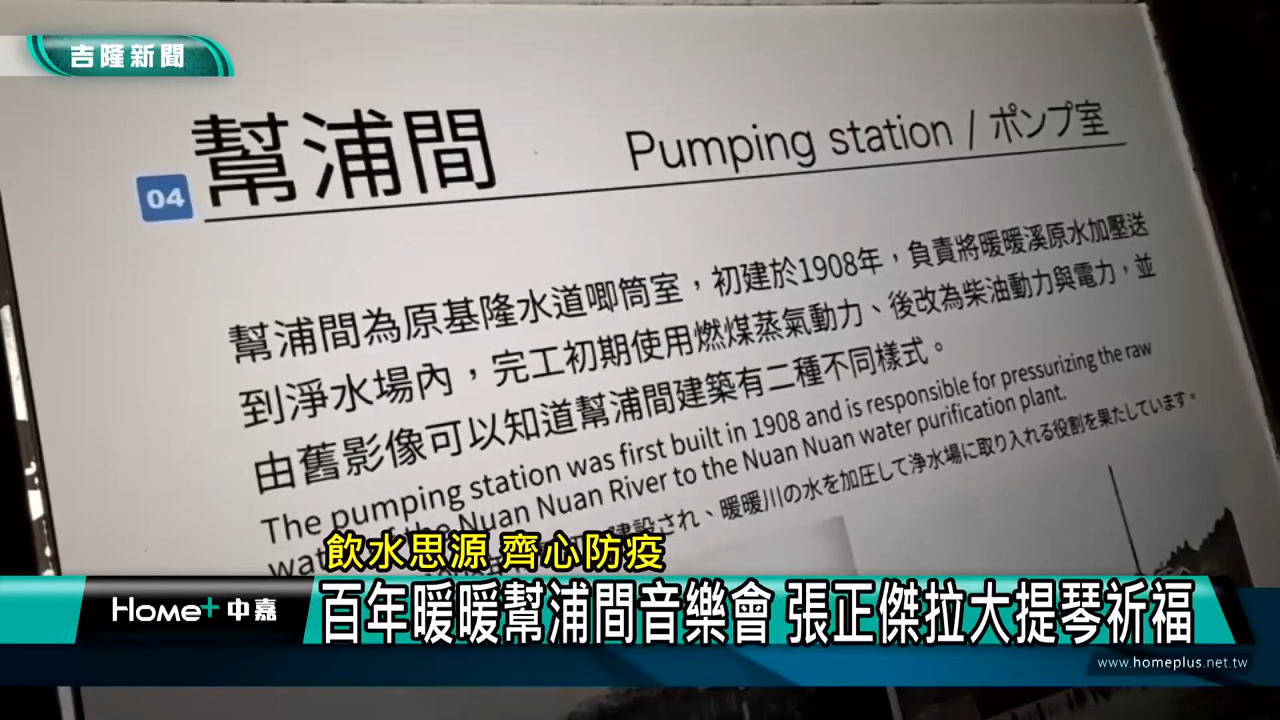 吉隆新聞
04 幫浦間 Pumping station / ポンプ室
幫浦間為原基隆水道唧筒室，初建於1908年，負責將暖暖溪原水加壓送
到淨水場內，完工初期使用燃煤蒸氣動力、後改為柴油動力與電力，並
由舊影像可以知道幫浦間建築有二種不同樣式。
The pumping station was first built in 1908 and is responsible for pressurizing the raw
the Nuan Nuan River to the Nuan Nuan water purification plant.
建設され、暖暖川の水を加圧して浄水場に取り入れる役割を果たしています。
飲水思源 齊心防疫
Home+ 中嘉
百年暖暖幫浦間音樂會 張正傑拉大提琴祈福
www.homeplus.net.tw